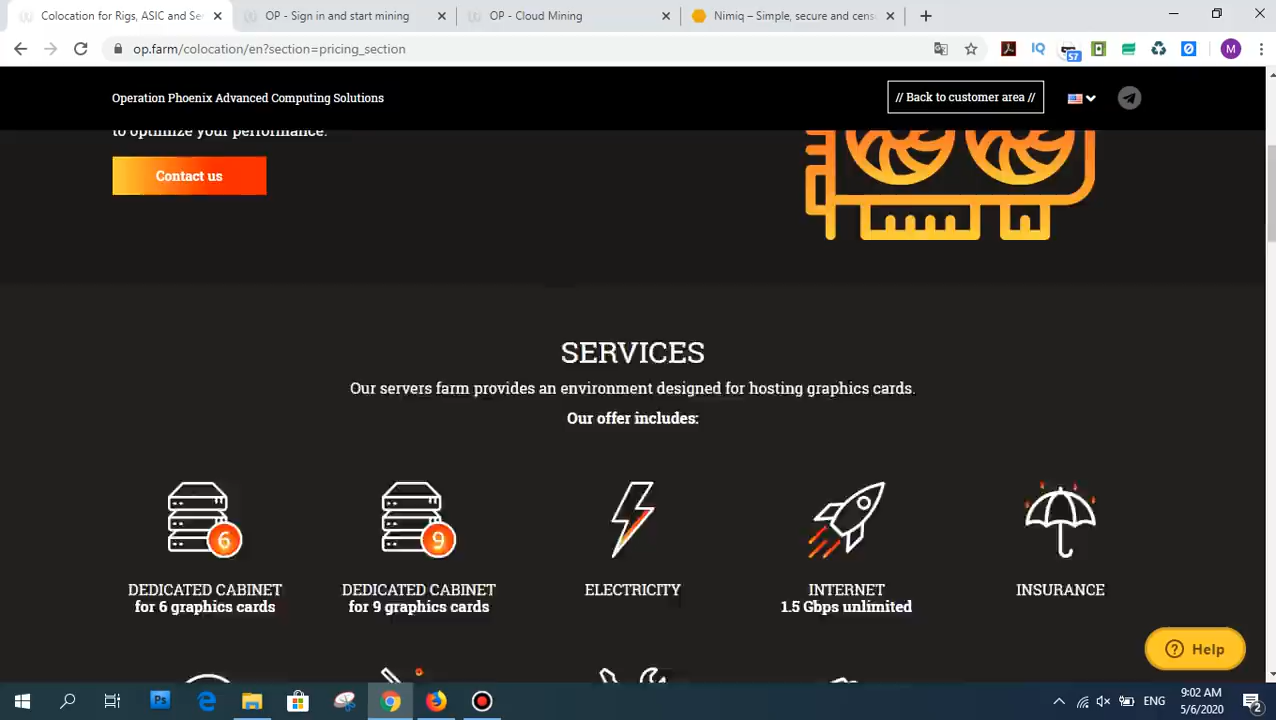 Colocation for Rigs, ASIC and Se
OP - Sign in and start mining
OP - Cloud Mining
Nimiq – Simple, secure and cens
op.farm/colocation/en?section=pricing_section
IQ
57
M
Operation Phoenix Advanced Computing Solutions
// Back to customer area //
to optimize your performance.
Contact us
SERVICES
Our servers farm provides an environment designed for hosting graphics cards.
Our offer includes:
6
9
DEDICATED CABINET
for 6 graphics cards
DEDICATED CABINET
for 9 graphics cards
ELECTRICITY
INTERNET
1.5 Gbps unlimited
INSURANCE
? Help
Ps
ENG
9:02 AM
5/6/2020
2